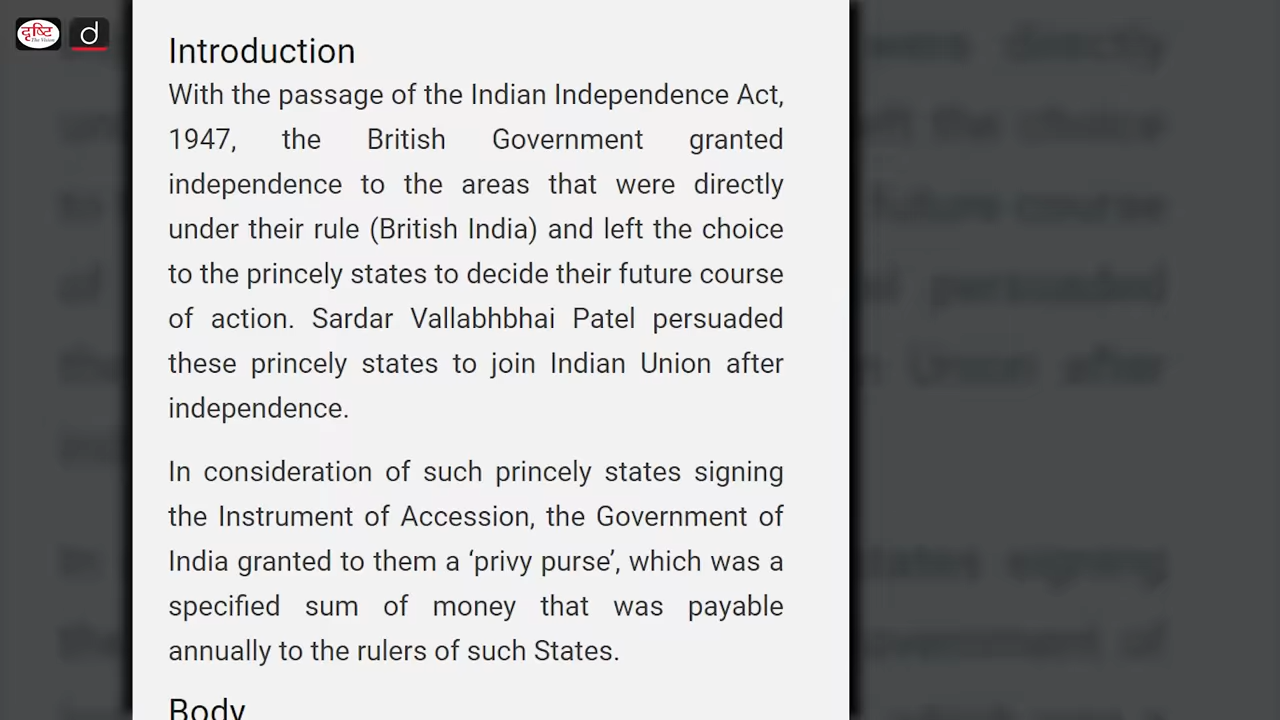 दृष्टि
The Vision
d
Introduction
With the passage of the Indian Independence Act,
1947, the British Government granted
independence to the areas that were directly
under their rule (British India) and left the choice
to the princely states to decide their future course
of action. Sardar Vallabhbhai Patel persuaded
these princely states to join Indian Union after
independence.
In consideration of such princely states signing
the Instrument of Accession, the Government of
India granted to them a ‘privy purse’, which was a
specified sum of money that was payable
annually to the rulers of such States.
Body